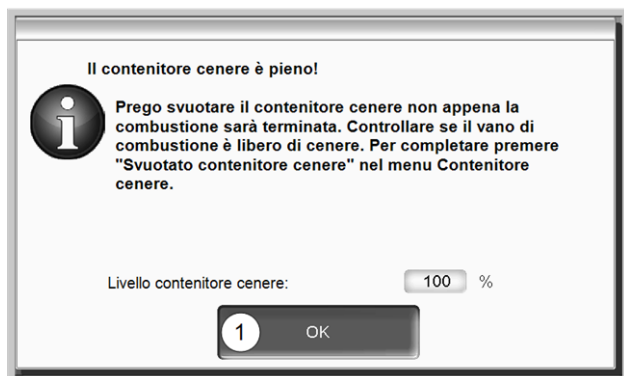 Il contenitore cenere è pieno!
Prego svuotare il contenitore cenere non appena la
combustione sarà terminata. Controllare se il vano di
combustione è libero di cenere. Per completare premere
"Svuotato contenitore cenere" nel menu Contenitore
cenere.
Livello contenitore cenere: 100 %
1 OK